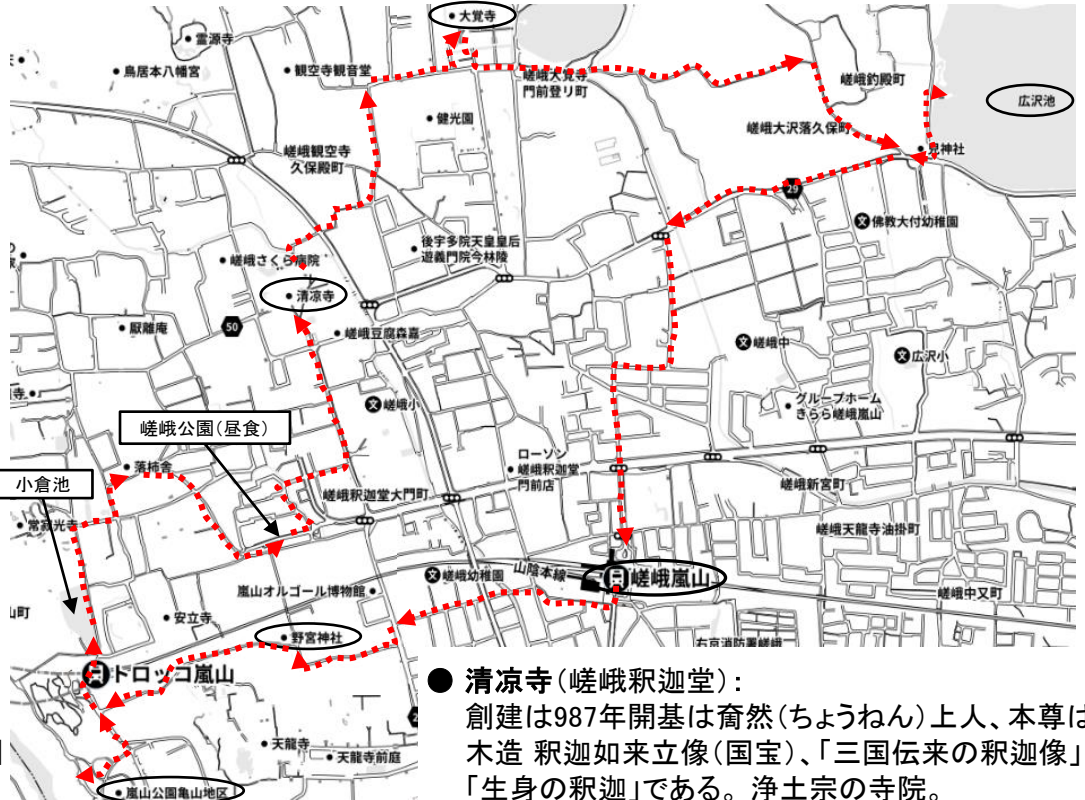 大覚寺
霊源寺
鳥居本八幡宮
観空寺観音堂
嵯峨大覚寺
門前登リ町
嵯峨釣殿町
広沢池
健光園
嵯峨大沢落久保町
児神社
嵯峨観空寺
久保殿町
29
佛教大付幼稚園
後宇多院天皇皇后
遊義門院今林陵
嵯峨さくら病院
清凉寺
厭離庵
50
嵯峨豆腐森嘉
文 嵯峨中
文 広沢小
文 嵯峨小
グループホーム
きらら嵯峨嵐山
嵯峨公園(昼食)
落柿舎
ローソン
嵯峨釈迦堂
門前店
小倉池
嵯峨釈迦堂大門町
嵯峨新宮町
常寂光寺
嵯峨天龍寺油掛町
山陰本線
嵯峨嵐山
文 嵯峨幼稚園
嵐山オルゴール博物館
嵯峨中又町
山町
安立寺
野宮神社
右京消防署嵯峨
トロッコ嵐山
天龍寺
天龍寺前庭
嵐山公園亀山地区
● 清凉寺(嵯峨釈迦堂):
創建は987年開基は奝然(ちょうねん)上人、本尊は
木造 釈迦如来立像(国宝)、「三国伝来の釈迦像」
「生身の釈迦」である。浄土宗の寺院。